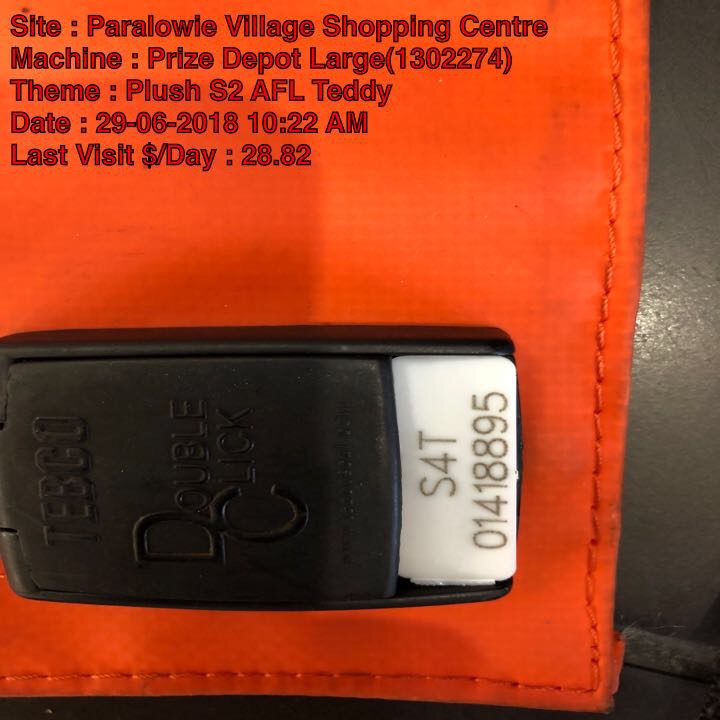 Site : Paralowie Village Shopping Centre
Machine : Prize Depot Large(1302274)
Theme : Plush S2 AFL Teddy
Date : 29-06-2018 10:22 AM
Last Visit $/Day : 28.82
TEBCO
DOUBLE
CLICK
S4T
01418895